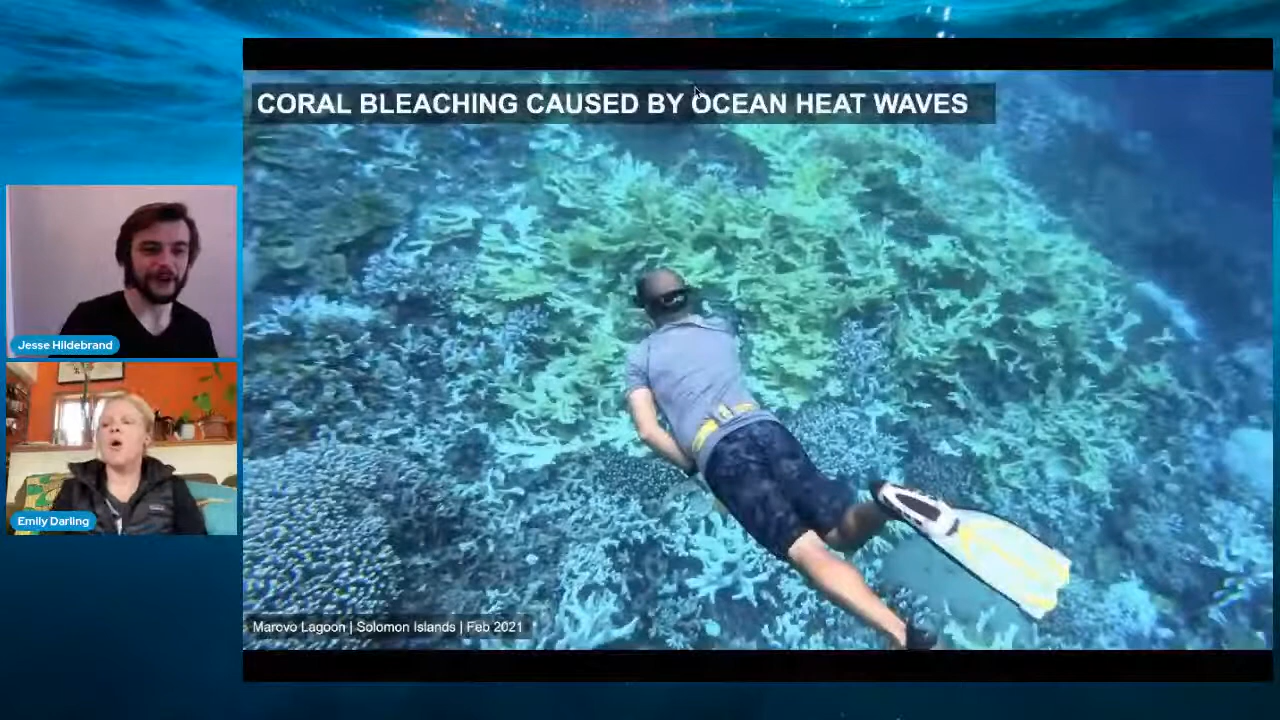 CORAL BLEACHING CAUSED BY OCEAN HEAT WAVES
Jesse Hildebrand
Emily Darling
Marovo Lagoon | Solomon Islands | Feb 2021